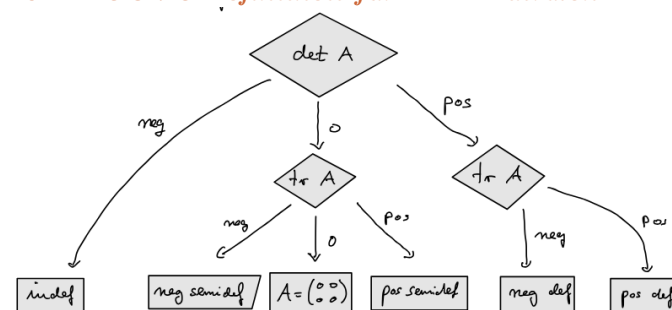 det A
neg
0
pos
tr A
tr A
neg
0
pos
neg
pos
indef
neg semidef
A = (0 0
0 0)
pos semidef
neg def
pos def